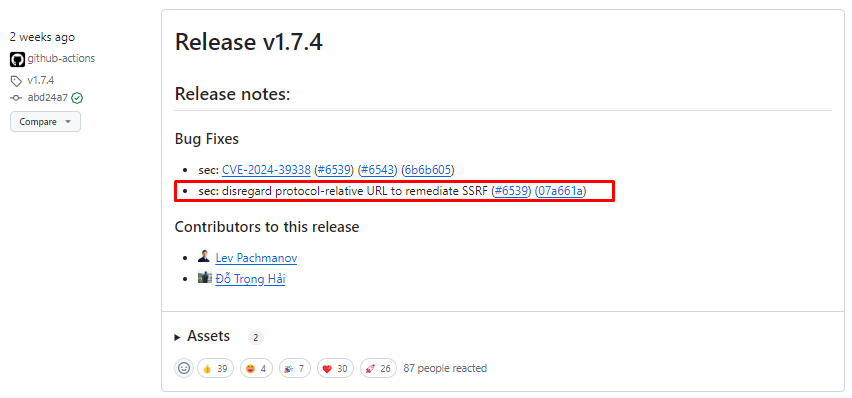 2 weeks ago
github-actions
v1.7.4
abd24a7
Compare
Release v1.7.4
Release notes:
Bug Fixes
sec: CVE-2024-39338 (#6539) (#6543) (6b6b605)
sec: disregard protocol-relative URL to remediate SSRF (#6539) (07a661a)
Contributors to this release
Lev Pachmanov
Đỗ Trọng Hải
Assets 2
39 4 7 30 26 87 people reacted